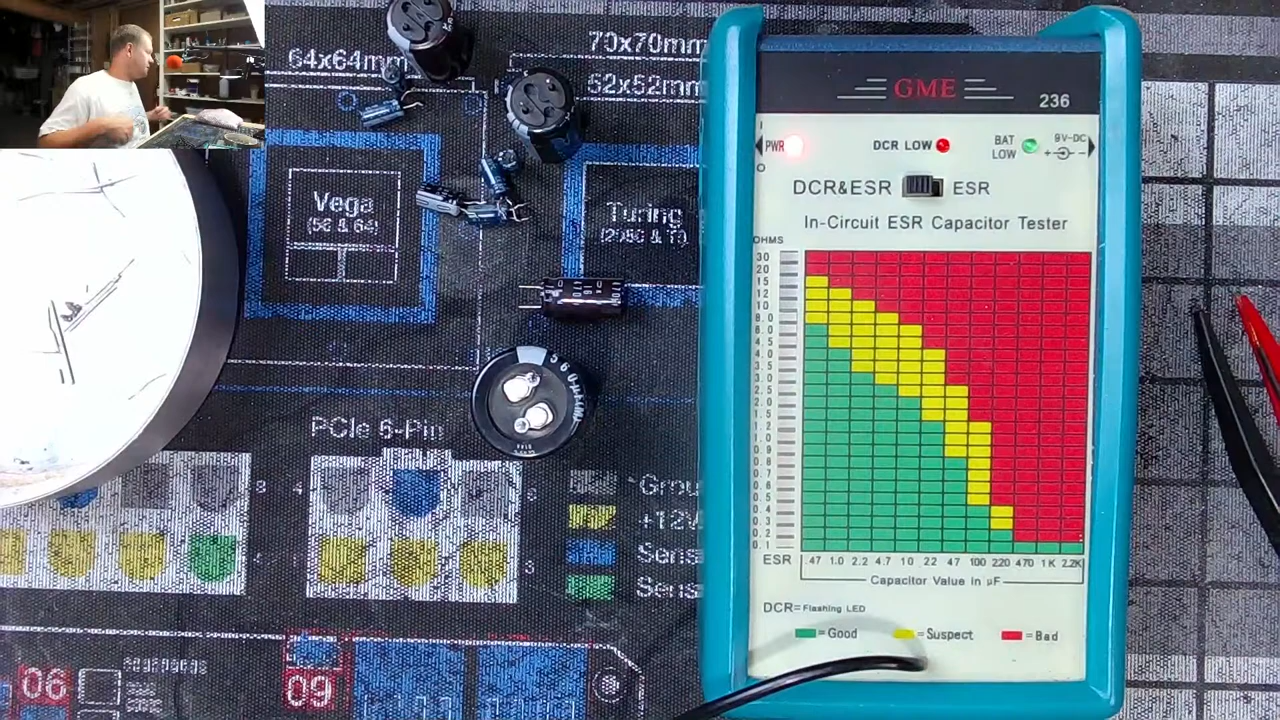 64x64mm
70x70mm
52x52mm
Vega
(56 & 64)
Turing
(2080 & Ti)
PCIe 6-Pin
3
+12V
Sens
Sens
3
06
09
560µF
GME
236
PWR
DCR LOW
BAT
LOW
9V-DC
DCR&ESR
ESR
In-Circuit ESR Capacitor Tester
OHMS
30
20
15
12
10
8.0
6.0
4.5
4.0
3.5
3.0
2.5
2.0
1.5
1.2
1.0
0.9
0.8
0.7
0.6
0.5
0.4
0.3
0.2
0.1
ESR
.47 1.0 2.2 4.7 10 22 47 100 220 470 1K 2.2K
Capacitor Value in µF
DCR=Flashing LED
=Good
=Suspect
=Bad